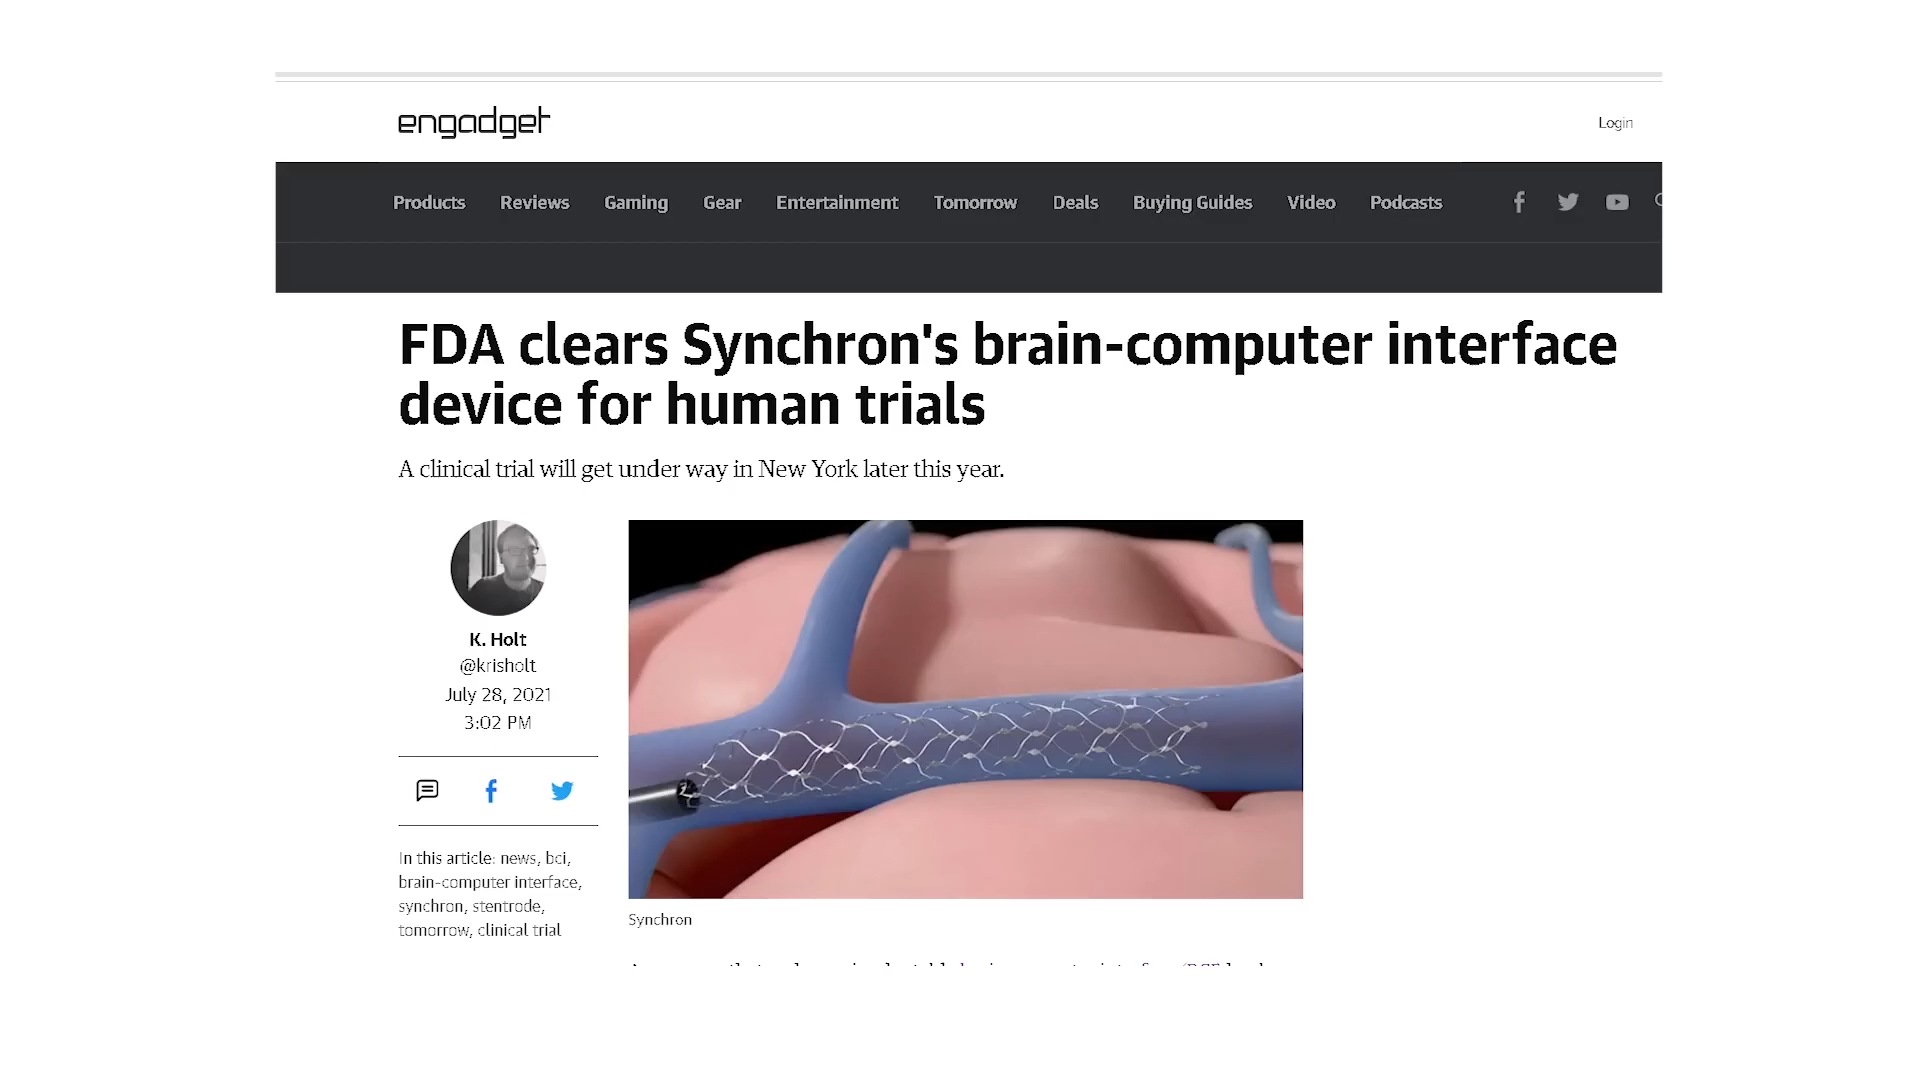 engadget
Login
Products Reviews Gaming Gear Entertainment Tomorrow Deals Buying Guides Video Podcasts
FDA clears Synchron's brain-computer interface
device for human trials
A clinical trial will get under way in New York later this year.
K. Holt
@krisholt
July 28, 2021
3:02 PM
In this article: news, bci,
brain-computer interface,
synchron, stentrode,
tomorrow, clinical trial
Synchron